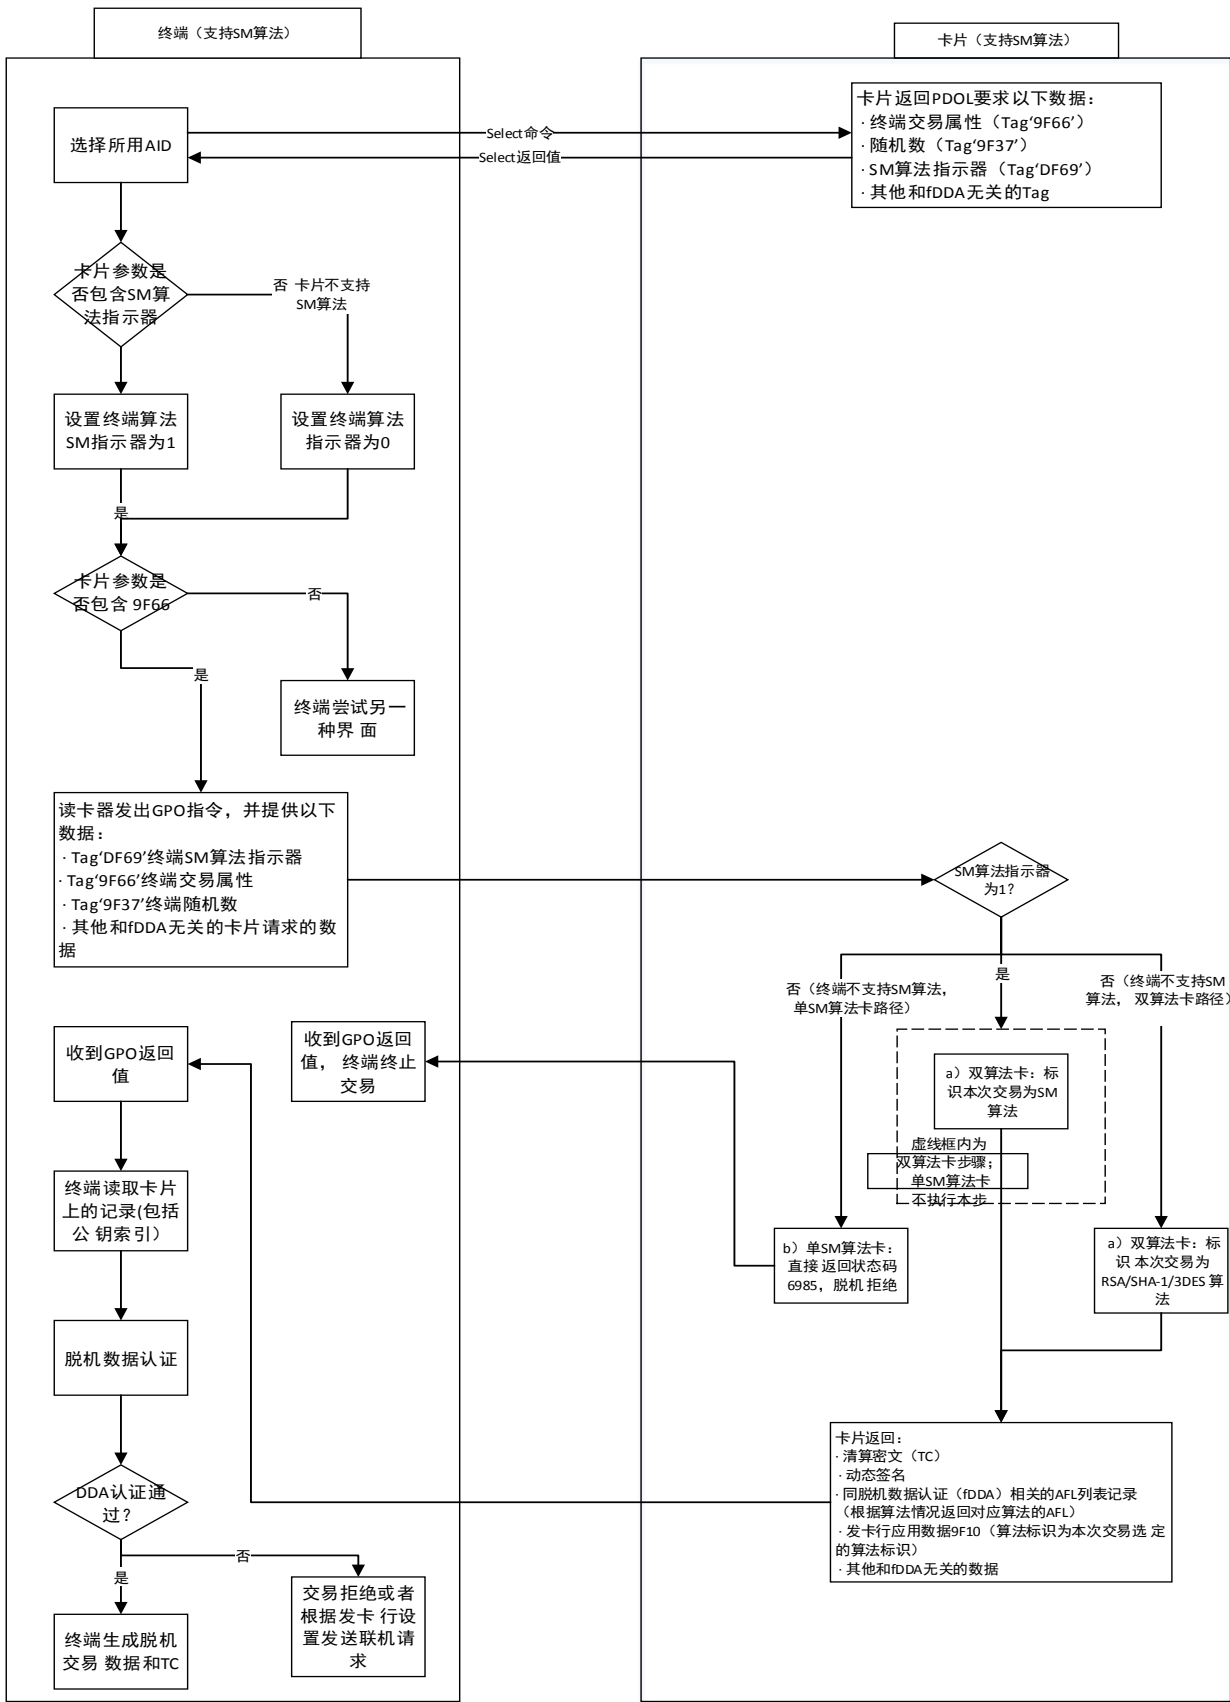 终端（支持SM算法）
卡片（支持SM算法）
选择所用AID
Select命令
Select返回值
卡片返回PDOL要求以下数据：
· 终端交易属性（Tag‘9F66’）
· 随机数（Tag‘9F37’）
· SM算法指示器（Tag‘DF69’）
· 其他和fDDA无关的Tag
卡片参数是
否包含SM算
法指示器
否 卡片不支持
SM算法
设置终端算法
SM指示器为1
设置终端算法
指示器为0
是
卡片参数是
否包含 9F66
否
是
终端尝试另一
种界 面
读卡器发出GPO指令，并提供以下
数据：
· Tag‘DF69’终端SM算法指示器
· Tag‘9F66’终端交易属性
· Tag‘9F37’终端随机数
· 其他和fDDA无关的卡片请求的数
据
SM算法指示器
为1？
否（终端不支持SM算法，
单SM算法卡路径）
是
否（终端不支持SM
算法， 双算法卡路径）
收到GPO返回
值
收到GPO返回
值， 终端终止
交易
a）双算法卡：标
识本次交易为SM
算法
虚线框内为
双算法卡步骤；
单SM算法卡
不执行本步
终端读取卡片
上的记录(包括
公 钥索引）
b）单SM算法卡：
直接 返回状态码
6985，脱机 拒绝
a）双算法卡：标
识 本次交易为
RSA/SHA-1/3DES 算
法
脱机数据认证
卡片返回：
· 清算密文（TC）
· 动态签名
· 同脱机数据认证（fDDA）相关的AFL列表记录
（根据算法情况返回对应算法的AFL）
· 发卡行应用数据9F10（算法标识为本次交易选 定
的算法标识）
· 其他和fDDA无关的数据
DDA认证通
过？
否
是
终端生成脱机
交易 数据和TC
交易拒绝或者
根据发卡 行设
置发送联机请
求